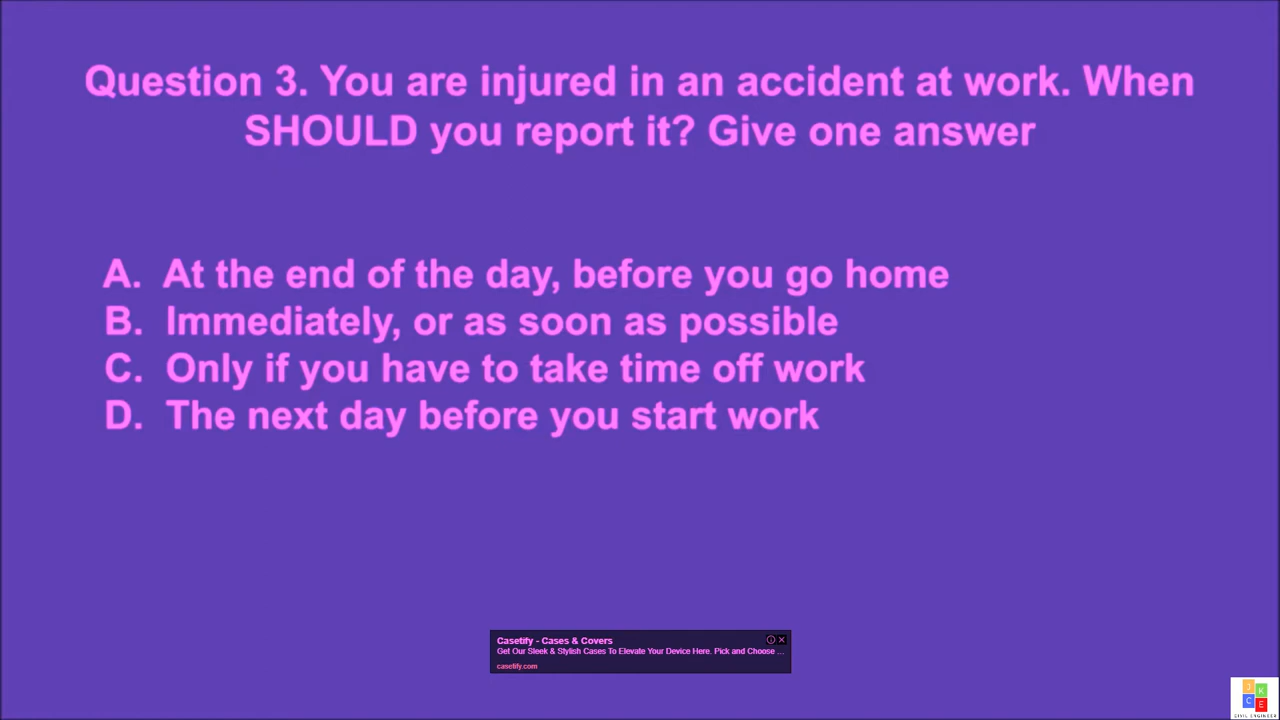 Question 3. You are injured in an accident at work. When
SHOULD you report it? Give one answer
A. At the end of the day, before you go home
B. Immediately, or as soon as possible
C. Only if you have to take time off work
D. The next day before you start work
Casetify - Cases & Covers
Get Our Sleek & Stylish Cases To Elevate Your Device Here. Pick and Choose ...
casetify.com
J K
C E
CIVIL ENGINEER